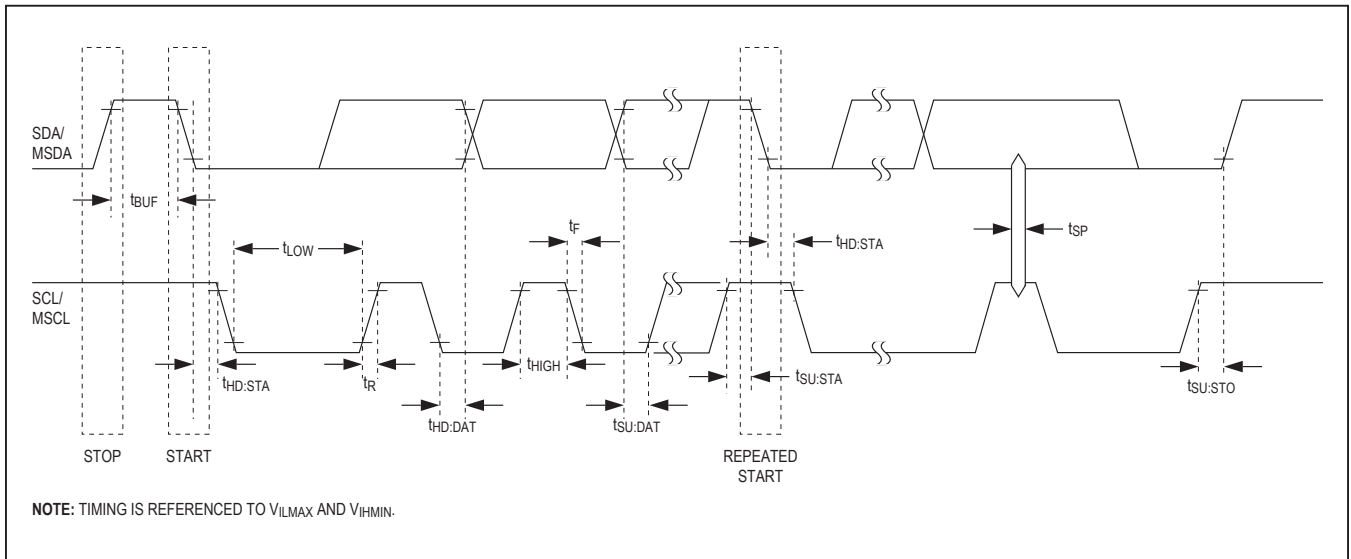 SDA/
MSDA
tBUF
tF
tHD:STA
tSP
tLOW
SCL/
MSCL
tHD:STA
tR
tHIGH
tSU:STA
tSU:STO
tHD:DAT
tSU:DAT
STOP
START
REPEATED
START
NOTE: TIMING IS REFERENCED TO VILMAX AND VIHMIN.